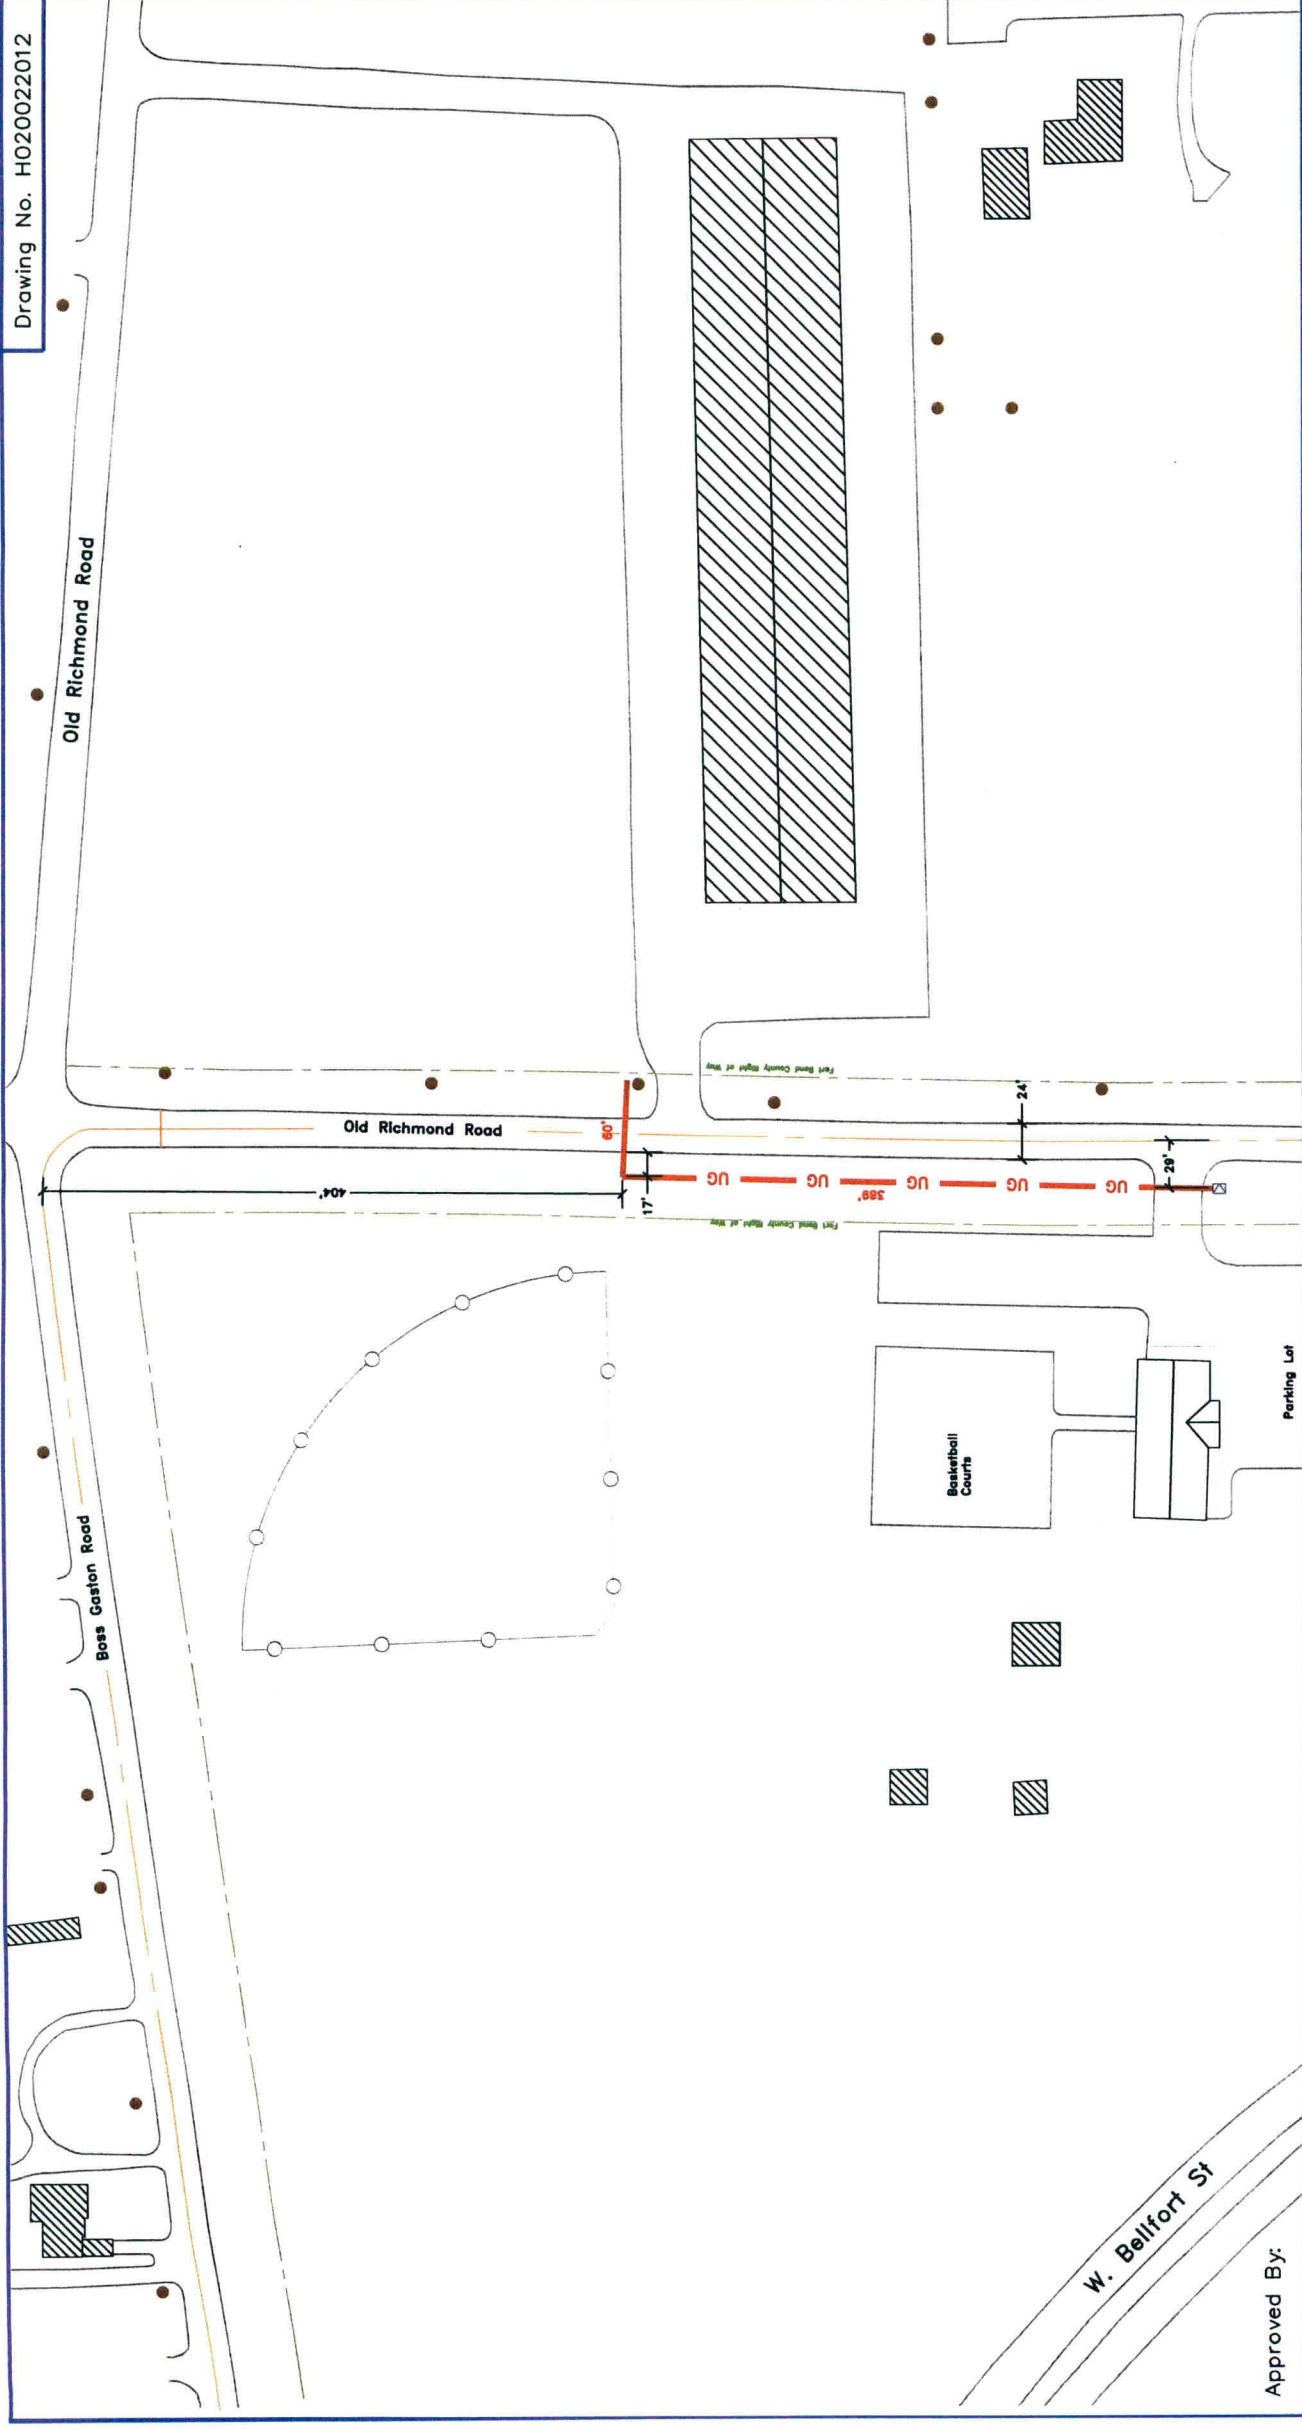 Drawing No. H020022012
Old Richmond Road
Fort Bend County Right of Way
24'
Old Richmond Road
60'
29'
UG
UG
UG
UG
UG
389'
404'
17'
Fort Bend County Right of Way
Parking Lot
Basketball
Courts
Boss Gaston Road
W. Bellfort St
Approved By: